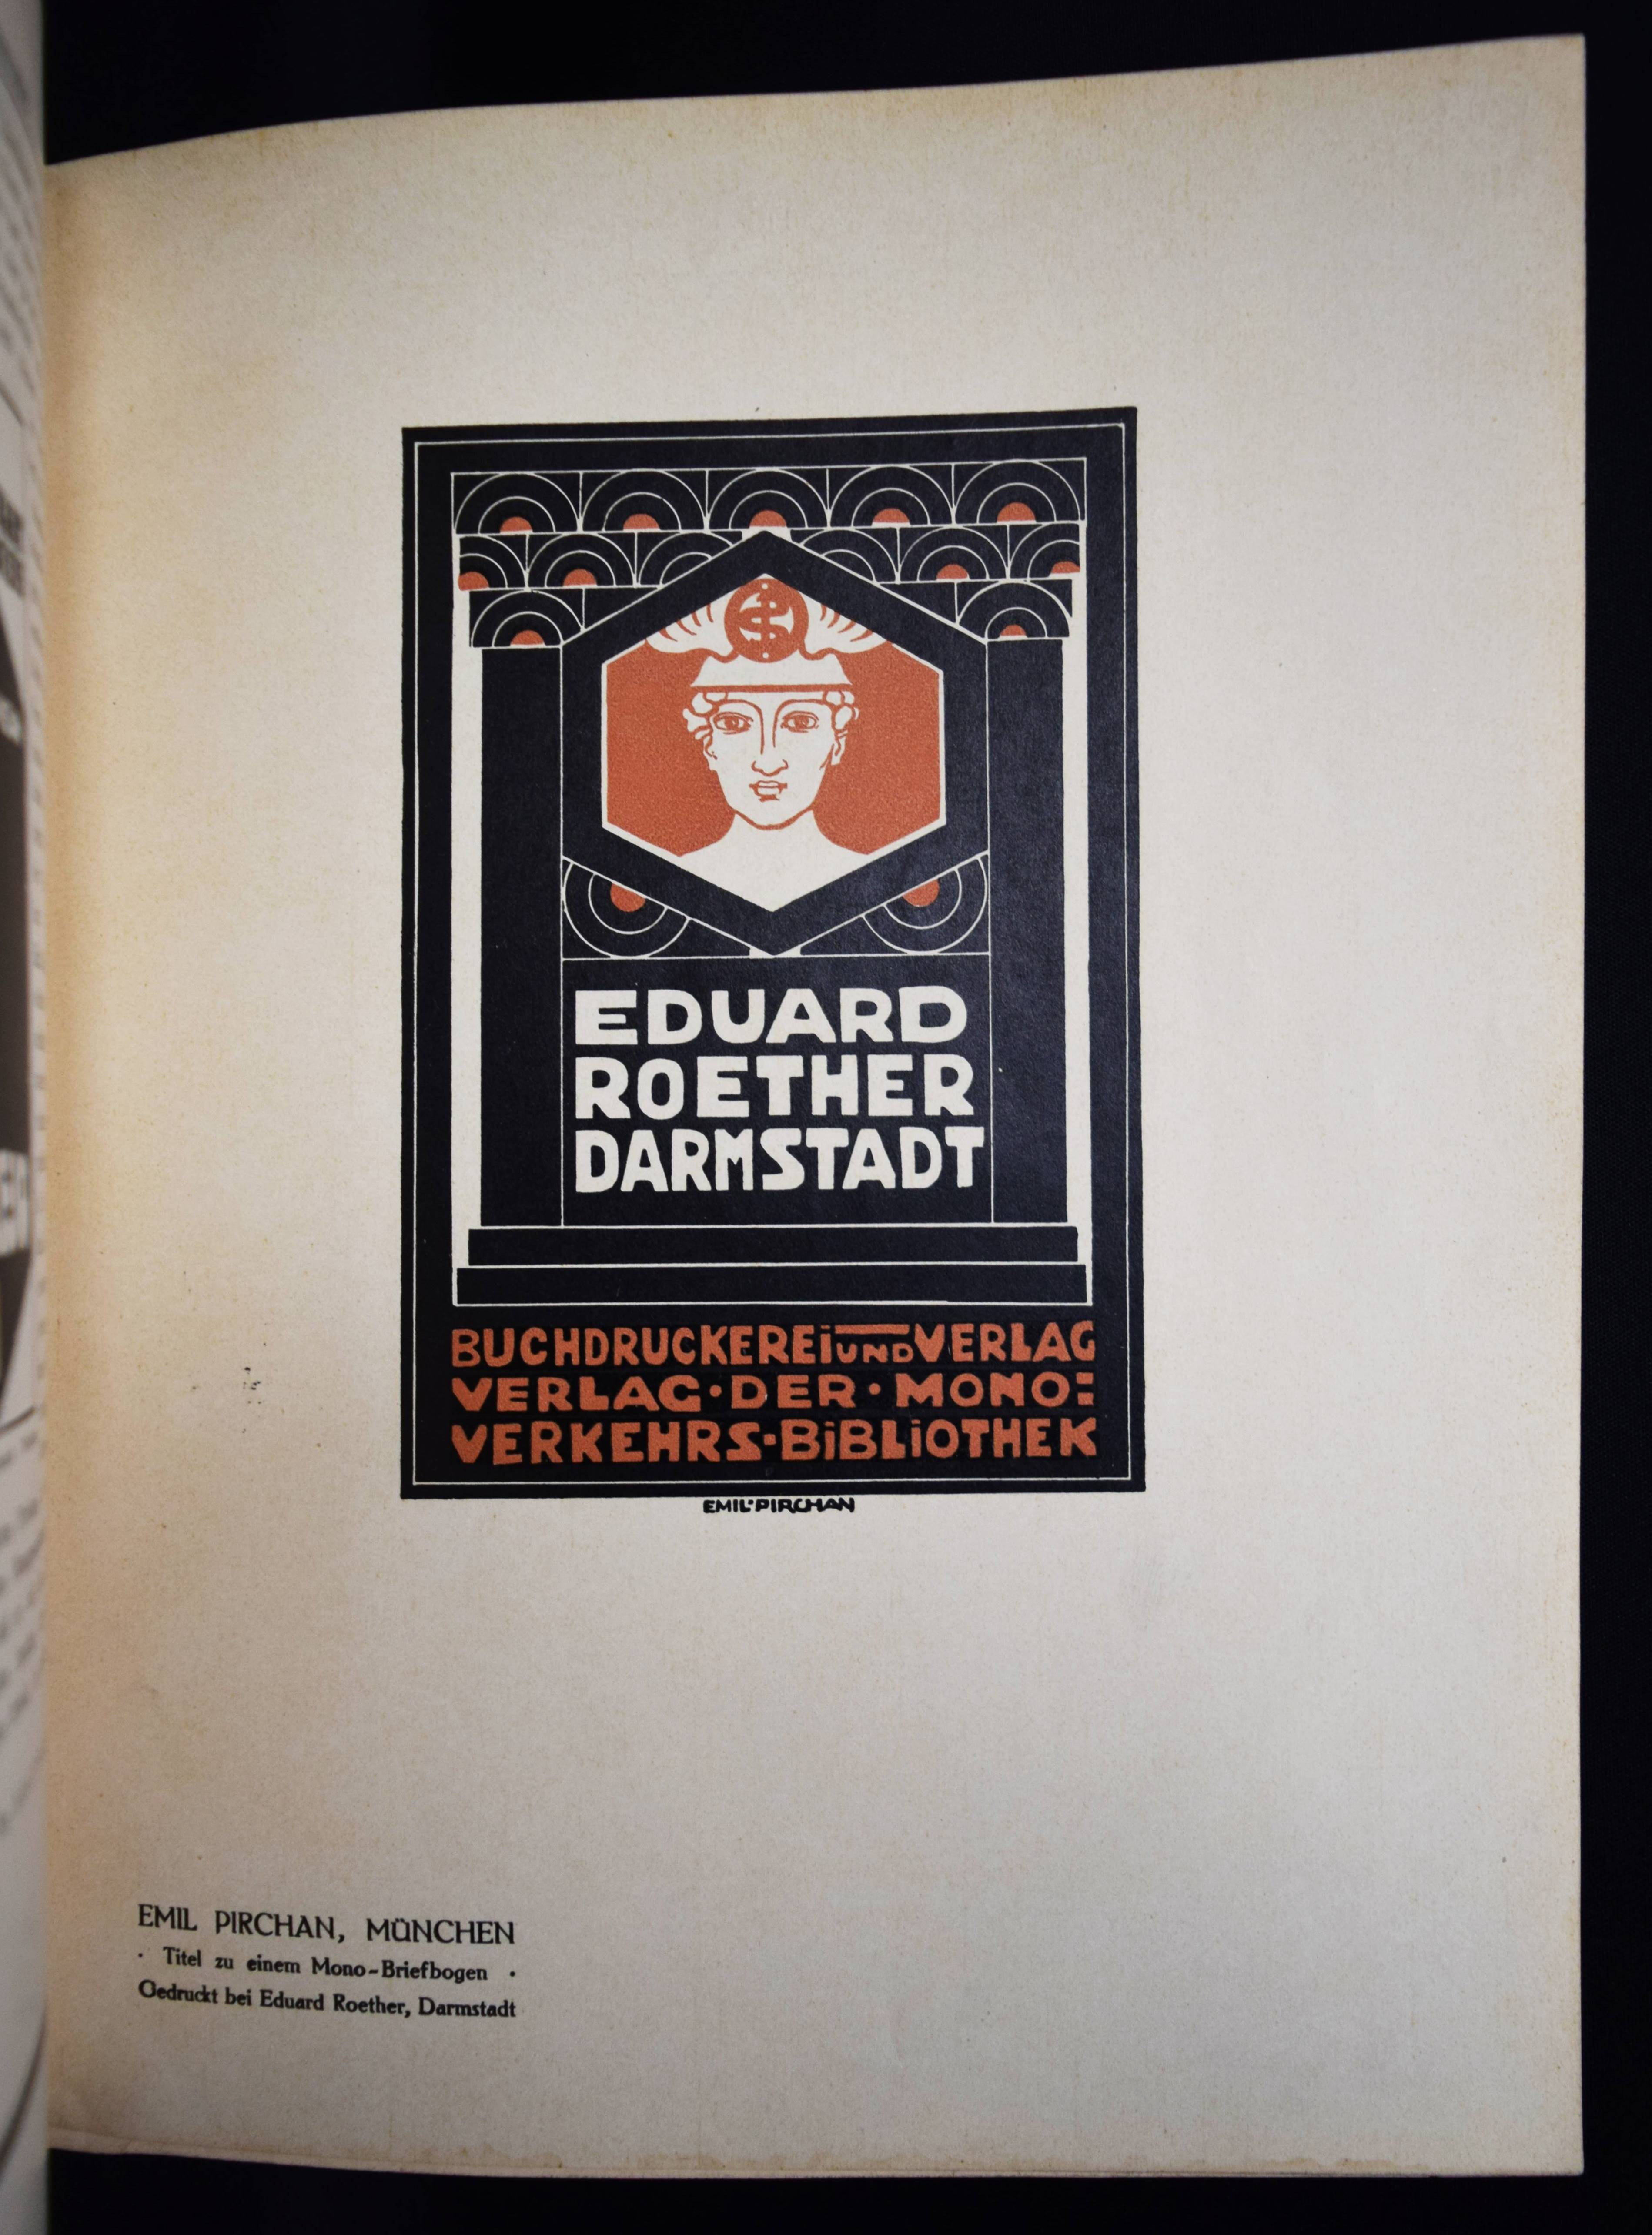 EDUARD
ROETHER
DARMSTADT
BUCHDRUCKEREi UND VERLAG
VERLAG · DER · MONO=
VERKEHRS-BiBLiOTHEK
EMIL·PIRCHAN
EMIL PIRCHAN, MÜNCHEN
· Titel zu einem Mono-Briefbogen ·
Gedruckt bei Eduard Roether, Darmstadt